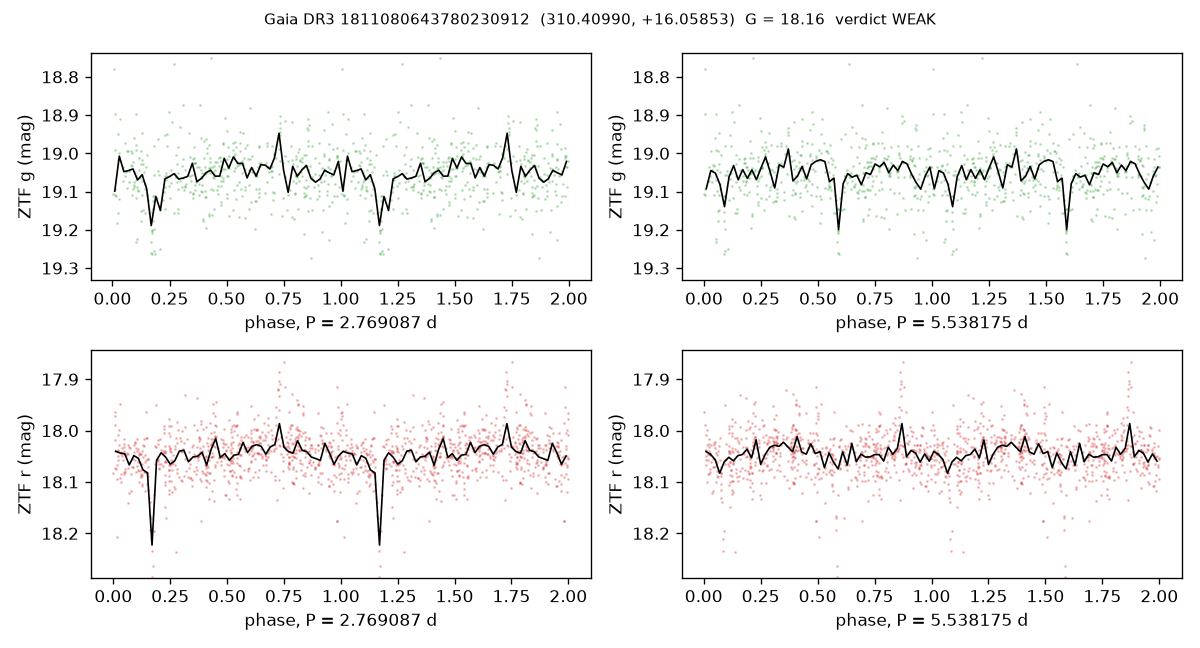 Gaia DR3 1811080643780230912  (310.40990, +16.05853)  G = 18.16  verdict WEAK
18.8
18.9
19.0
19.1
19.2
19.3
ZTF g (mag)
0.00 0.25 0.50 0.75 1.00 1.25 1.50 1.75 2.00
phase, P = 2.769087 d
18.8
18.9
19.0
19.1
19.2
19.3
ZTF g (mag)
0.00 0.25 0.50 0.75 1.00 1.25 1.50 1.75 2.00
phase, P = 5.538175 d
17.9
18.0
18.1
18.2
ZTF r (mag)
0.00 0.25 0.50 0.75 1.00 1.25 1.50 1.75 2.00
phase, P = 2.769087 d
17.9
18.0
18.1
18.2
ZTF r (mag)
0.00 0.25 0.50 0.75 1.00 1.25 1.50 1.75 2.00
phase, P = 5.538175 d